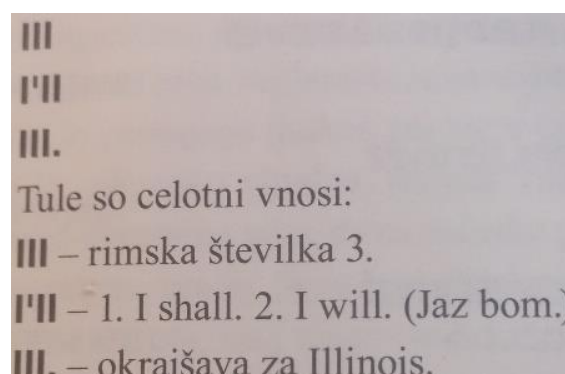 III
I'll
Ill.
Tule so celotni vnosi:
III – rimska številka 3.
I'll – 1. I shall. 2. I will. (Jaz bom.)
Ill. – okrajšava za Illinois.